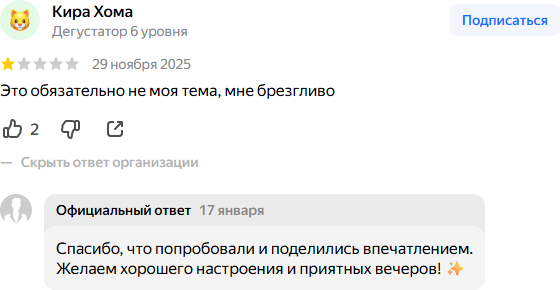 Кира Хома
Подписаться
Дегустатор 6 уровня
29 ноября 2025
Это обязательно не моя тема, мне брезгливо
2
— Скрыть ответ организации
Официальный ответ 17 января
Спасибо, что попробовали и поделились впечатлением.
Желаем хорошего настроения и приятных вечеров! ✨